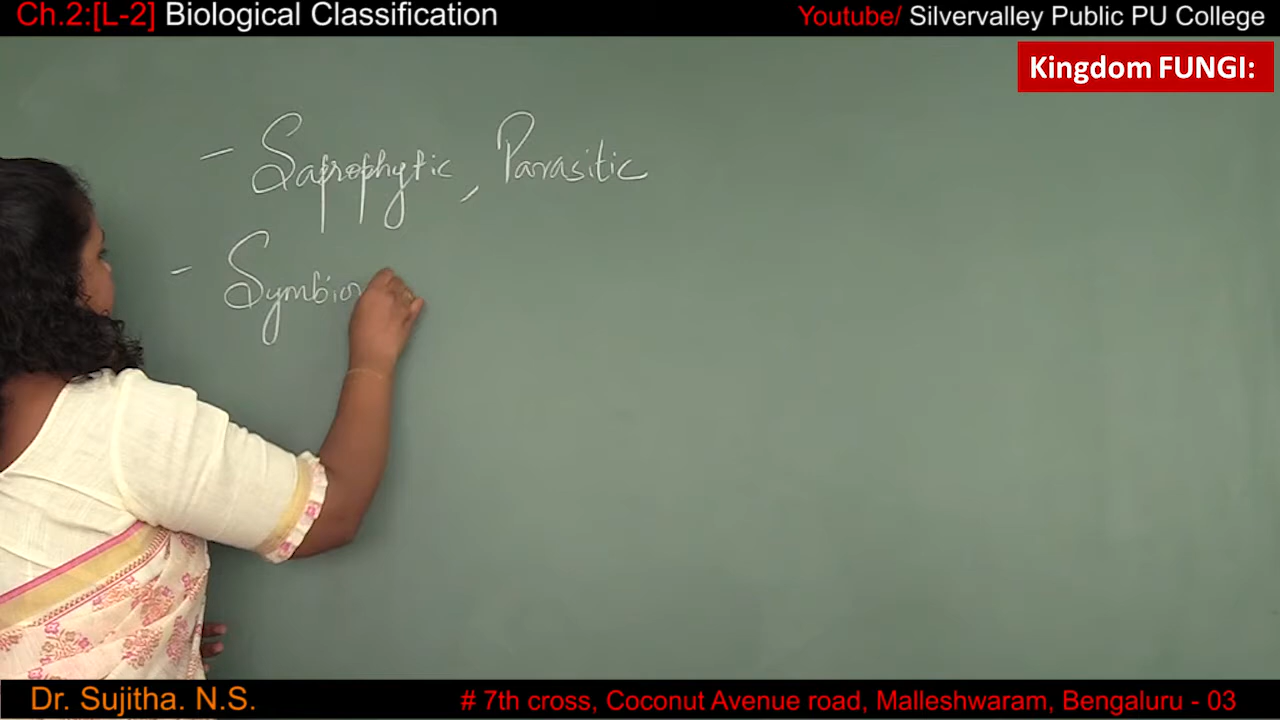 Ch.2:[L-2] Biological Classification
Youtube/ Silvervalley Public PU College
Kingdom FUNGI:
- Saprophytic, Parasitic
- Symbio
Dr. Sujitha. N.S.
# 7th cross, Coconut Avenue road, Malleshwaram, Bengaluru - 03